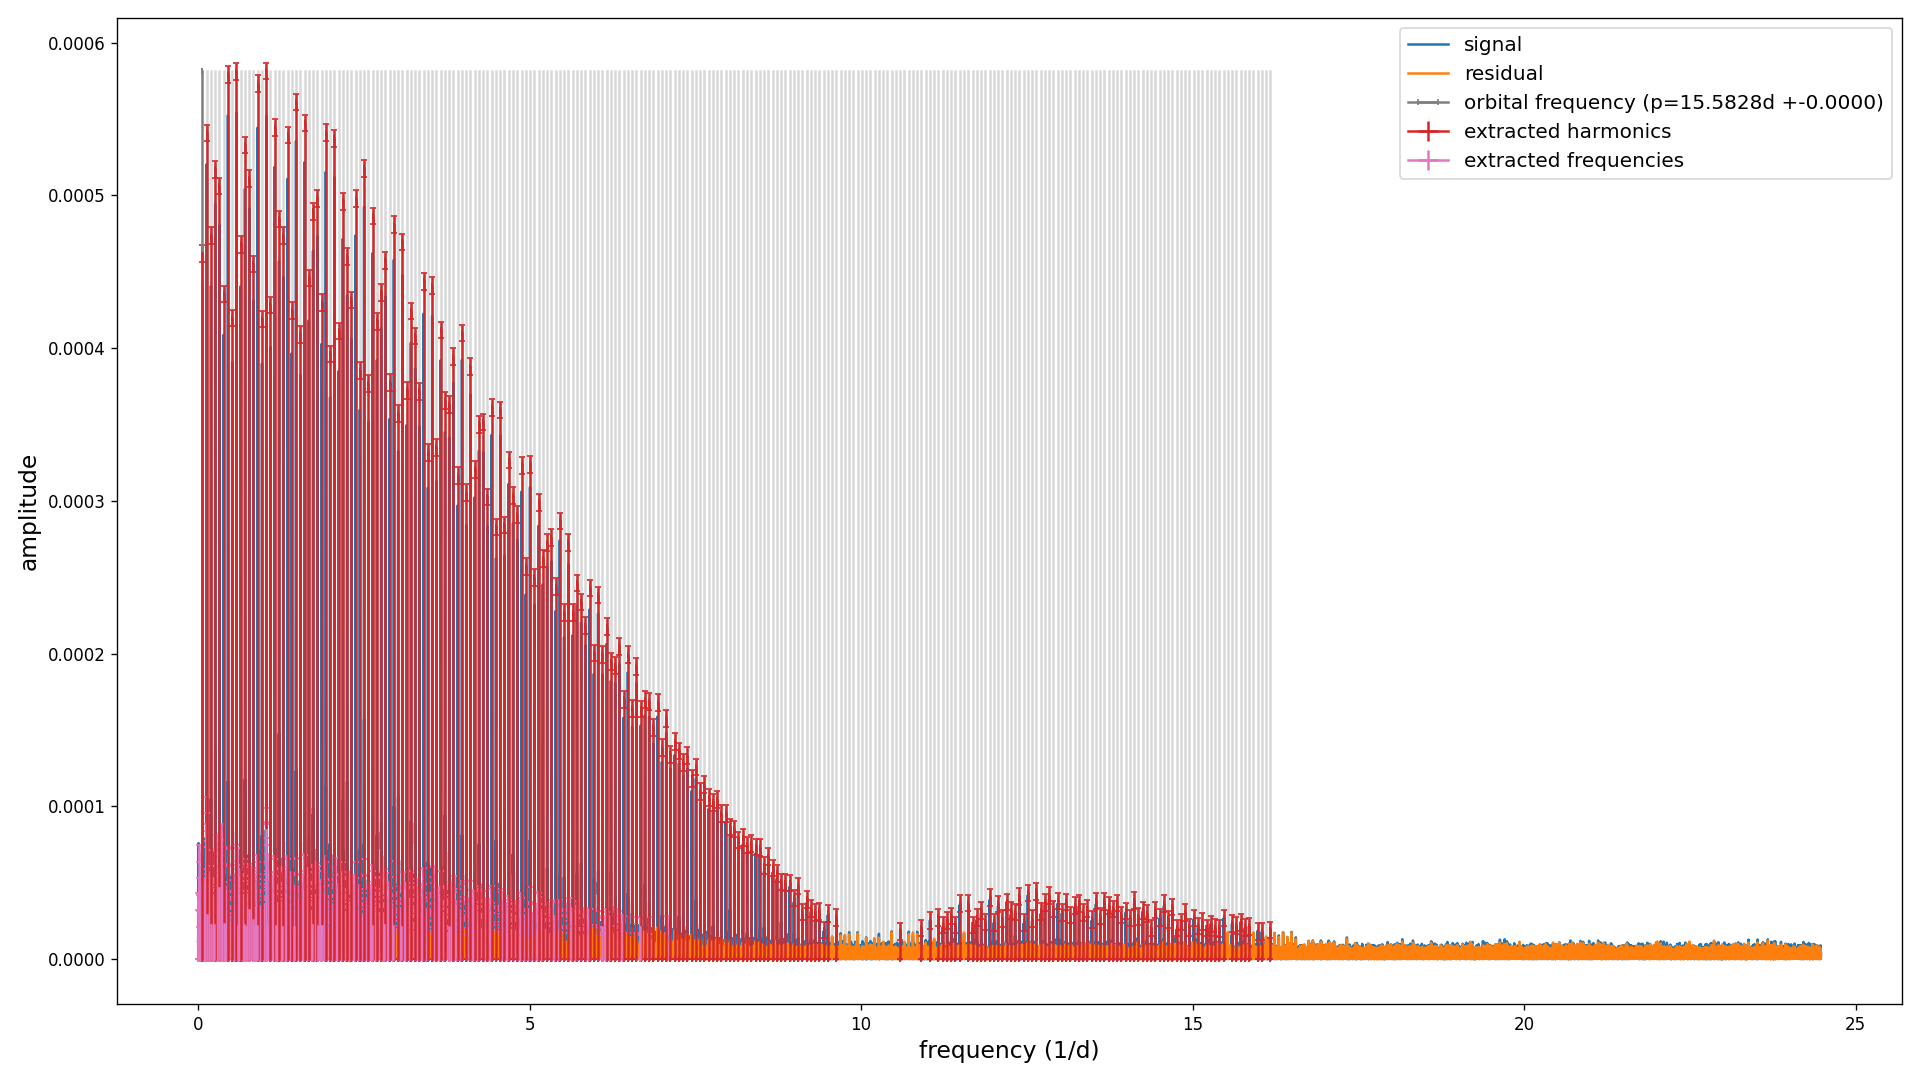 0.0006
0.0005
0.0004
0.0003
0.0002
0.0001
0.0000
amplitude
0
5
10
15
20
25
frequency (1/d)
signal
residual
orbital frequency (p=15.5828d +-0.0000)
extracted harmonics
extracted frequencies